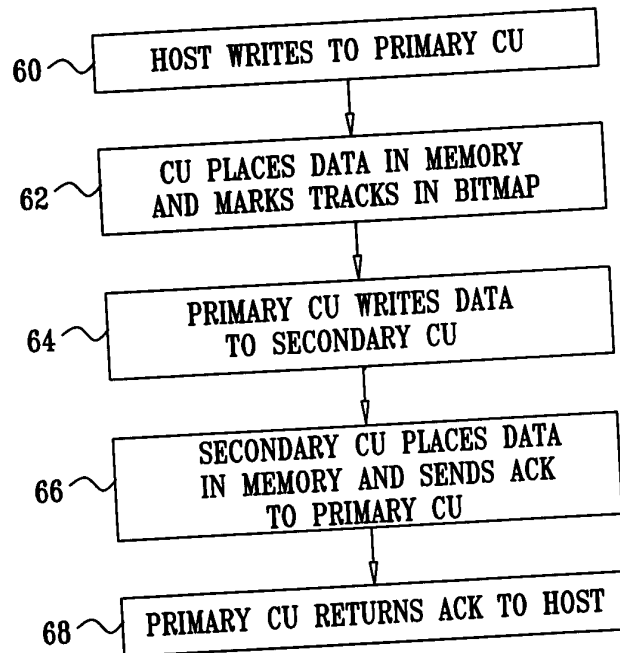 60
HOST WRITES TO PRIMARY CU
62
CU PLACES DATA IN MEMORY
AND MARKS TRACKS IN BITMAP
64
PRIMARY CU WRITES DATA
TO SECONDARY CU
66
SECONDARY CU PLACES DATA
IN MEMORY AND SENDS ACK
TO PRIMARY CU
68
PRIMARY CU RETURNS ACK TO HOST